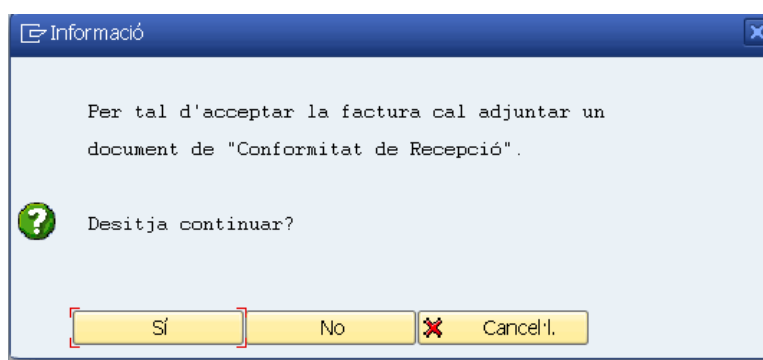 Informació
Per tal d'acceptar la factura cal adjuntar un
document de "Conformitat de Recepció".
Desitja continuar?
Sí No Cancel·l.